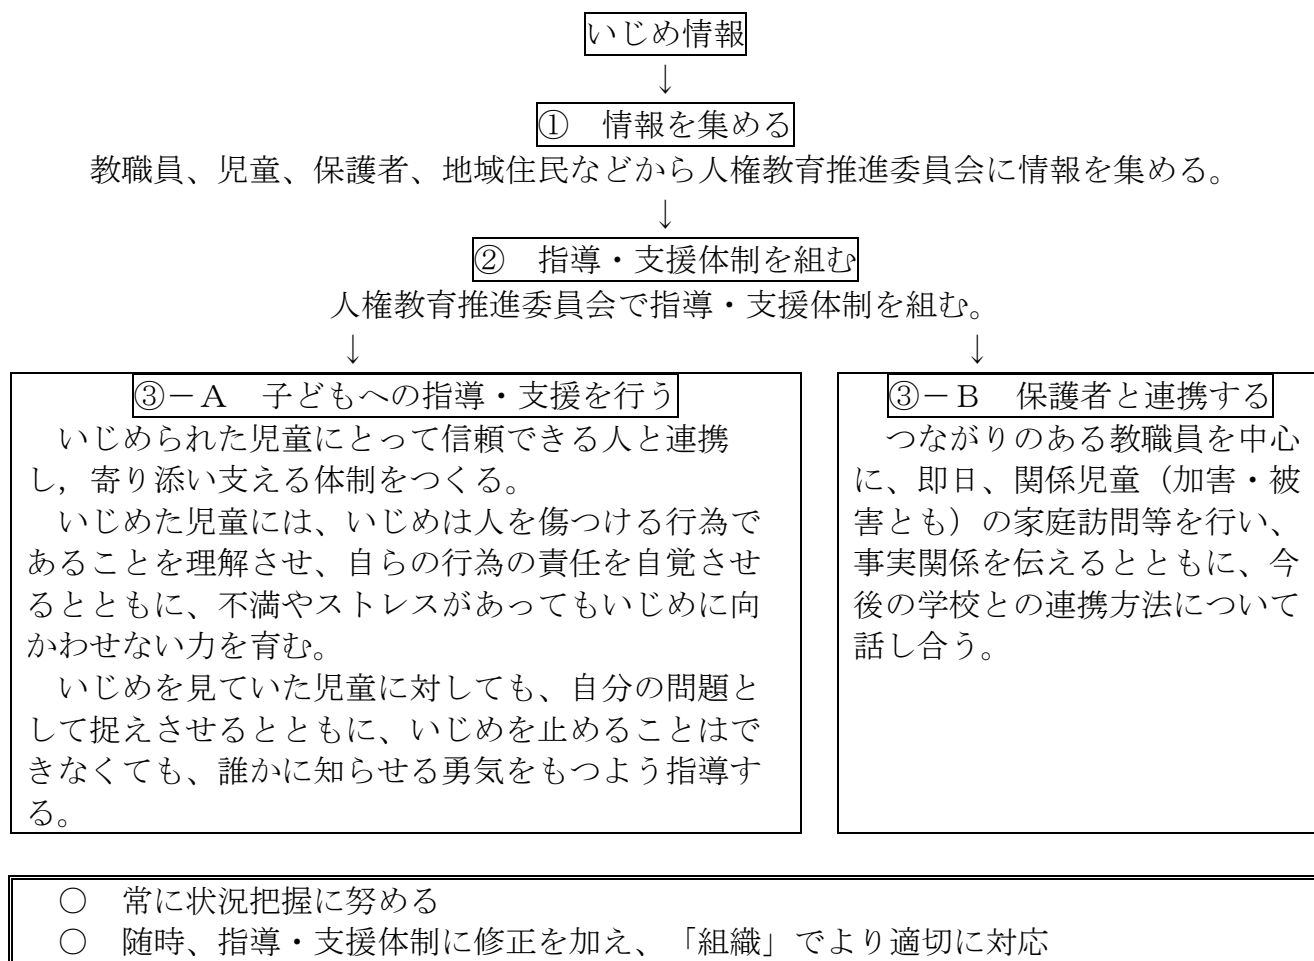 いじめ情報
↓
① 情報を集める
教職員、児童、保護者、地域住民などから人権教育推進委員会に情報を集める。
↓
② 指導・支援体制を組む
人権教育推進委員会で指導・支援体制を組む。
↓ ↓
③－Ａ 子どもへの指導・支援を行う
いじめられた児童にとって信頼できる人と連携
し，寄り添い支える体制をつくる。
いじめた児童には、いじめは人を傷つける行為で
あることを理解させ、自らの行為の責任を自覚させ
るとともに、不満やストレスがあってもいじめに向
かわせない力を育む。
いじめを見ていた児童に対しても、自分の問題と
して捉えさせるとともに、いじめを止めることはで
きなくても、誰かに知らせる勇気をもつよう指導す
る。
③－Ｂ 保護者と連携する
つながりのある教職員を中心
に、即日、関係児童（加害・被
害とも）の家庭訪問等を行い、
事実関係を伝えるとともに、今
後の学校との連携方法について
話し合う。
○ 常に状況把握に努める
○ 随時、指導・支援体制に修正を加え、「組織」でより適切に対応